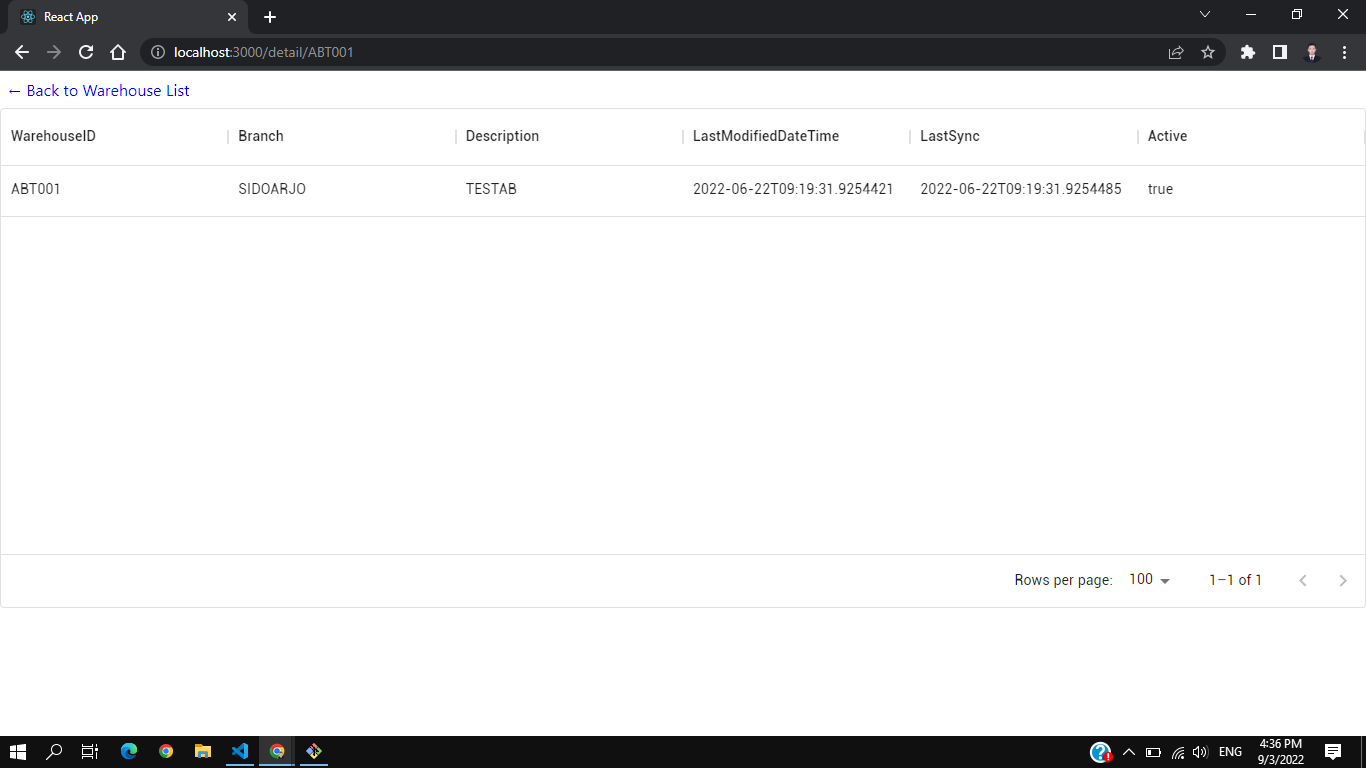 React App
localhost:3000/detail/ABT001
← Back to Warehouse List
WarehouseID Branch Description LastModifiedDateTime LastSync Active
ABT001 SIDOARJO TESTAB 2022-06-22T09:19:31.9254421 2022-06-22T09:19:31.9254485 true
Rows per page: 100 1–1 of 1
ENG
4:36 PM
9/3/2022